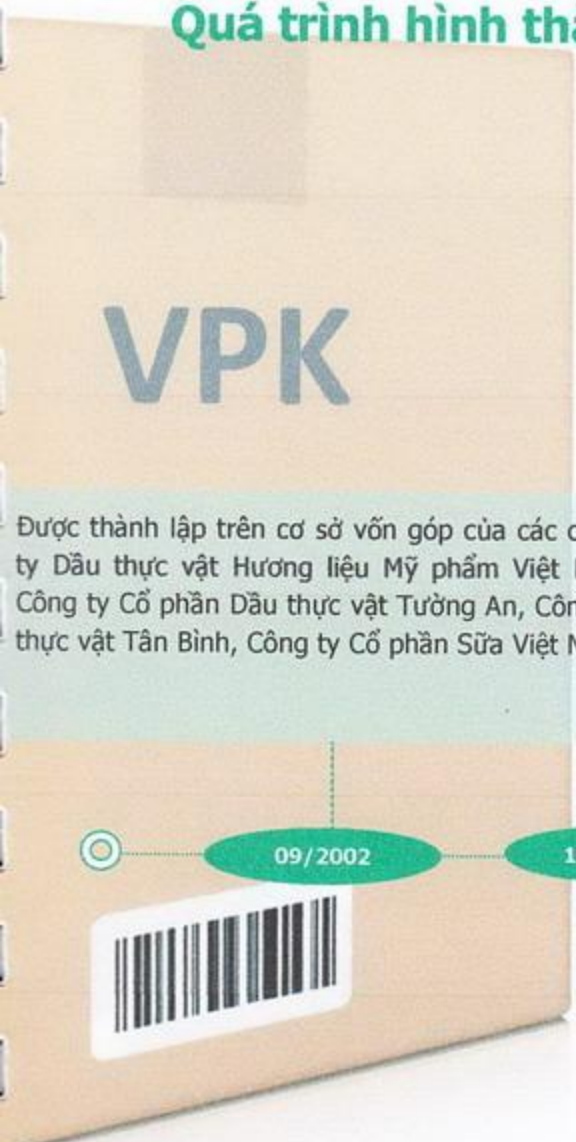 Quá trình hình th
VPK
Được thành lập trên cơ sở vốn góp của các
ty Dầu thực vật Hương liệu Mỹ phẩm Việt
Công ty Cổ phần Dầu thực vật Tường An, Côn
thực vật Tân Bình, Công ty Cổ phần Sữa Việt
09/2002
1